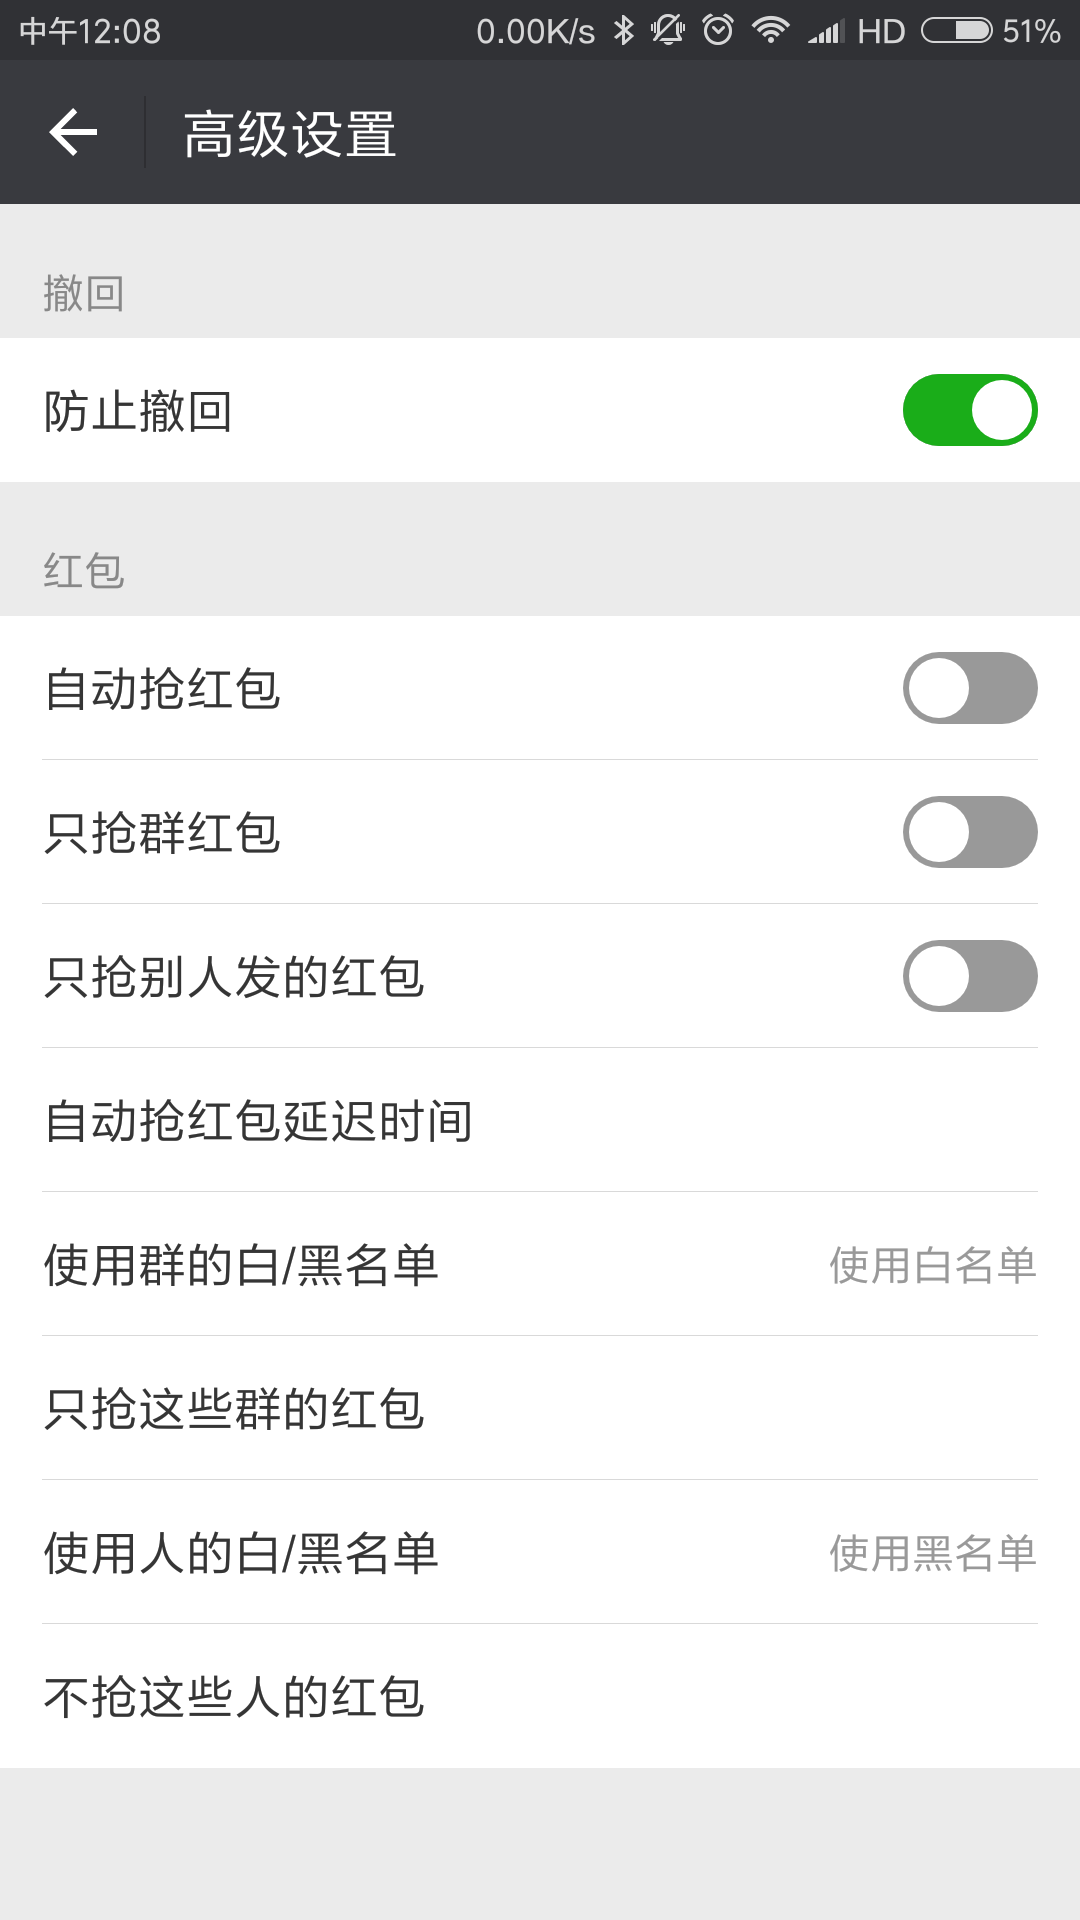 中午12:08 0.00K/s HD 51%
高级设置
撤回
防止撤回
红包
自动抢红包
只抢群红包
只抢别人发的红包
自动抢红包延迟时间
使用群的白/黑名单 使用白名单
只抢这些群的红包
使用人的白/黑名单 使用黑名单
不抢这些人的红包